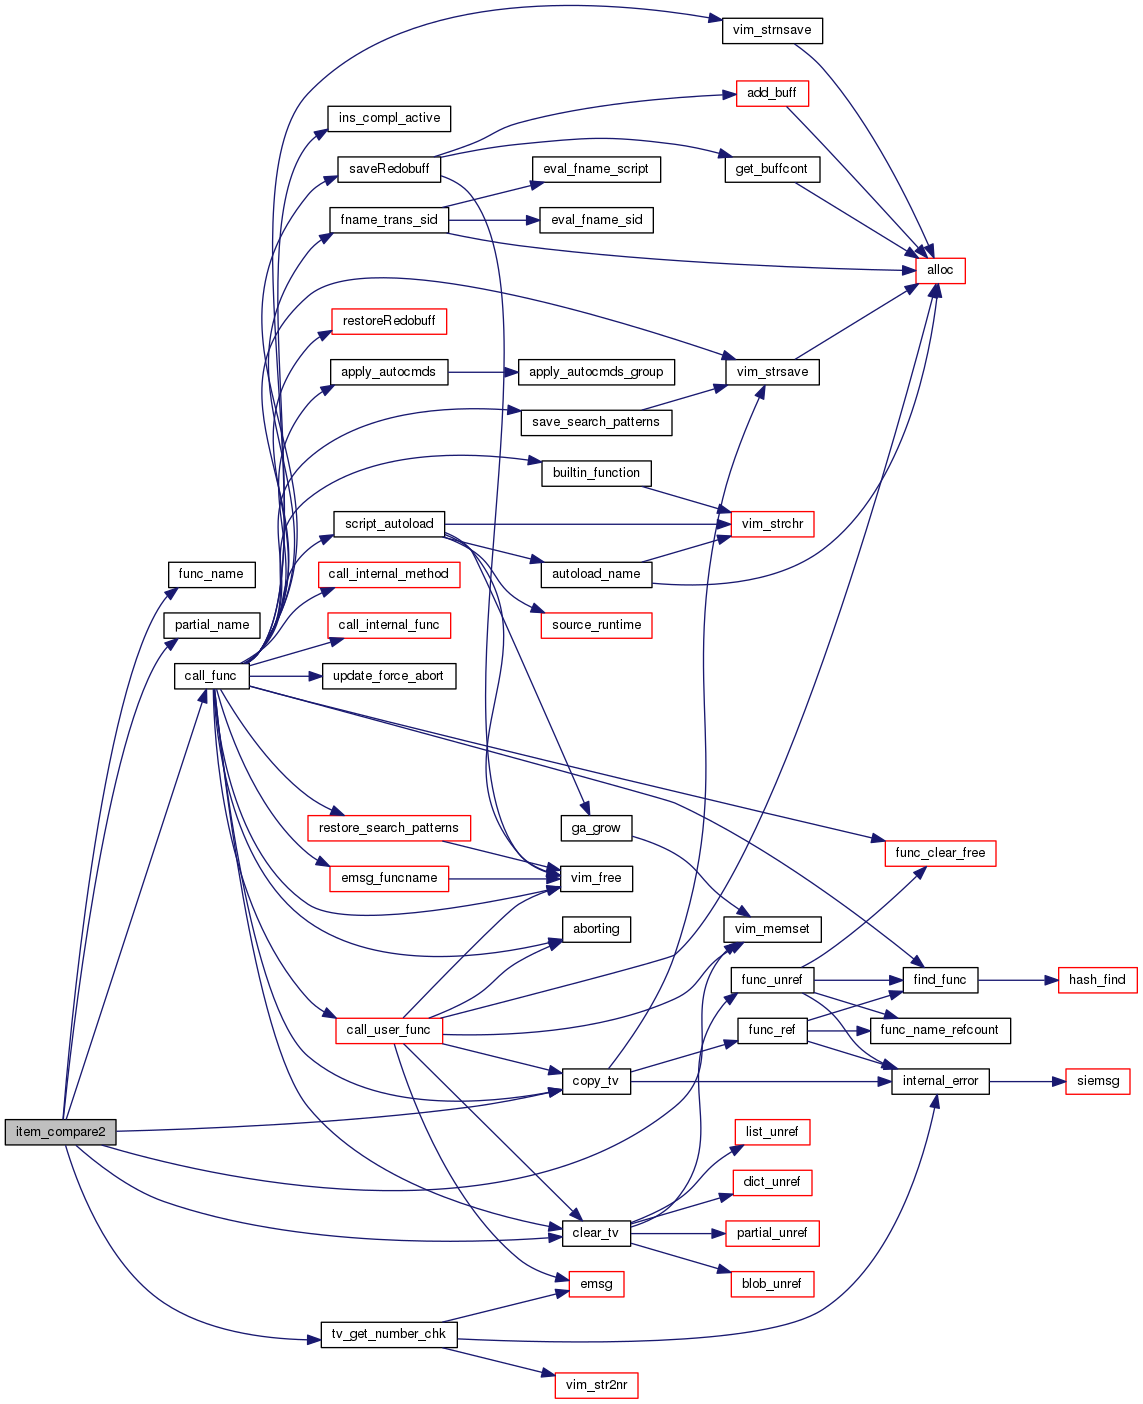 vim_strnsave
add_buff
ins_compl_active
saveRedobuff
eval_fname_script
get_buffcont
fname_trans_sid
eval_fname_sid
alloc
restoreRedobuff
apply_autocmds
apply_autocmds_group
vim_strsave
save_search_patterns
builtin_function
script_autoload
vim_strchr
func_name
call_internal_method
autoload_name
partial_name
call_internal_func
source_runtime
call_func
update_force_abort
restore_search_patterns
ga_grow
func_clear_free
emsg_funcname
vim_free
aborting
vim_memset
func_unref
find_func
hash_find
call_user_func
func_ref
func_name_refcount
copy_tv
internal_error
siemsg
item_compare2
list_unref
dict_unref
clear_tv
partial_unref
emsg
blob_unref
tv_get_number_chk
vim_str2nr